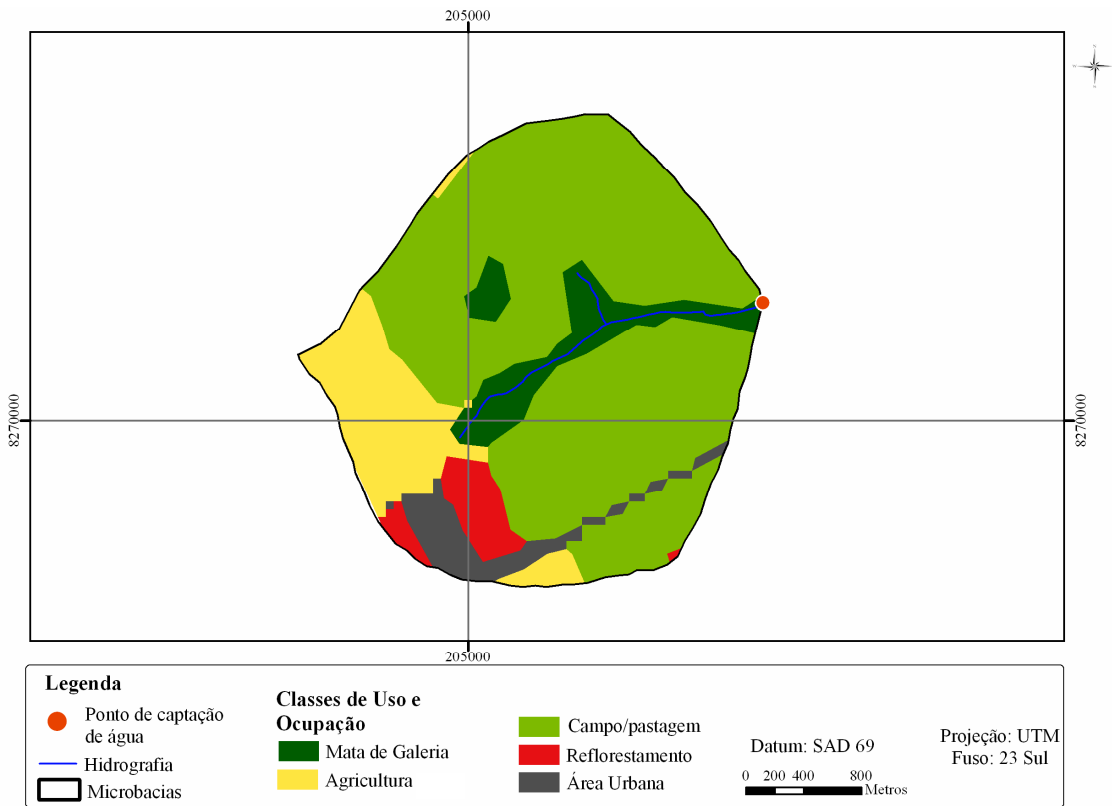 205000
8270000
8270000
205000
Legenda
Ponto de captação
de água
Hidrografia
Microbacias
Classes de Uso e
Ocupação
Mata de Galeria
Agricultura
Campo/pastagem
Reflorestamento
Área Urbana
Datum: SAD 69
0 200 400 800
Metros
Projeção: UTM
Fuso: 23 Sul